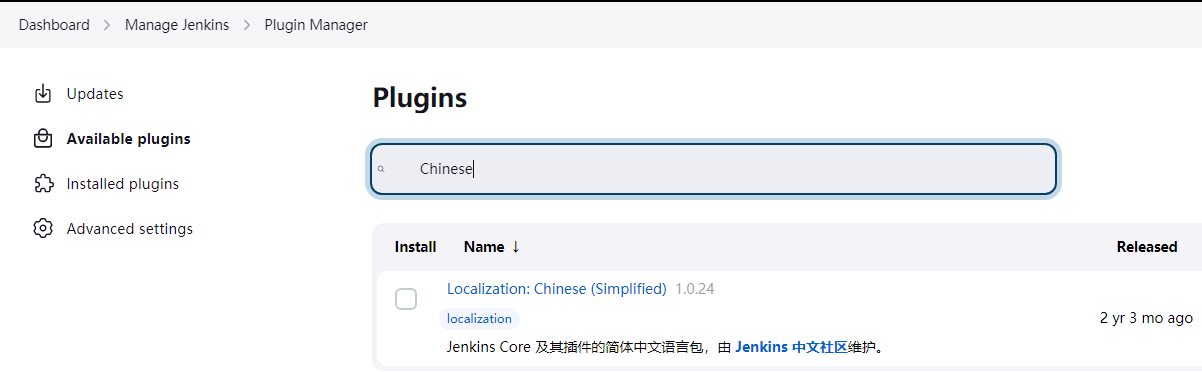 Dashboard > Manage Jenkins > Plugin Manager
Updates
Available plugins
Installed plugins
Advanced settings
Plugins
Chinese
Install Name ↓ Released
Localization: Chinese (Simplified) 1.0.24
localization
2 yr 3 mo ago
Jenkins Core 及其插件的简体中文语言包，由 Jenkins 中文社区维护。